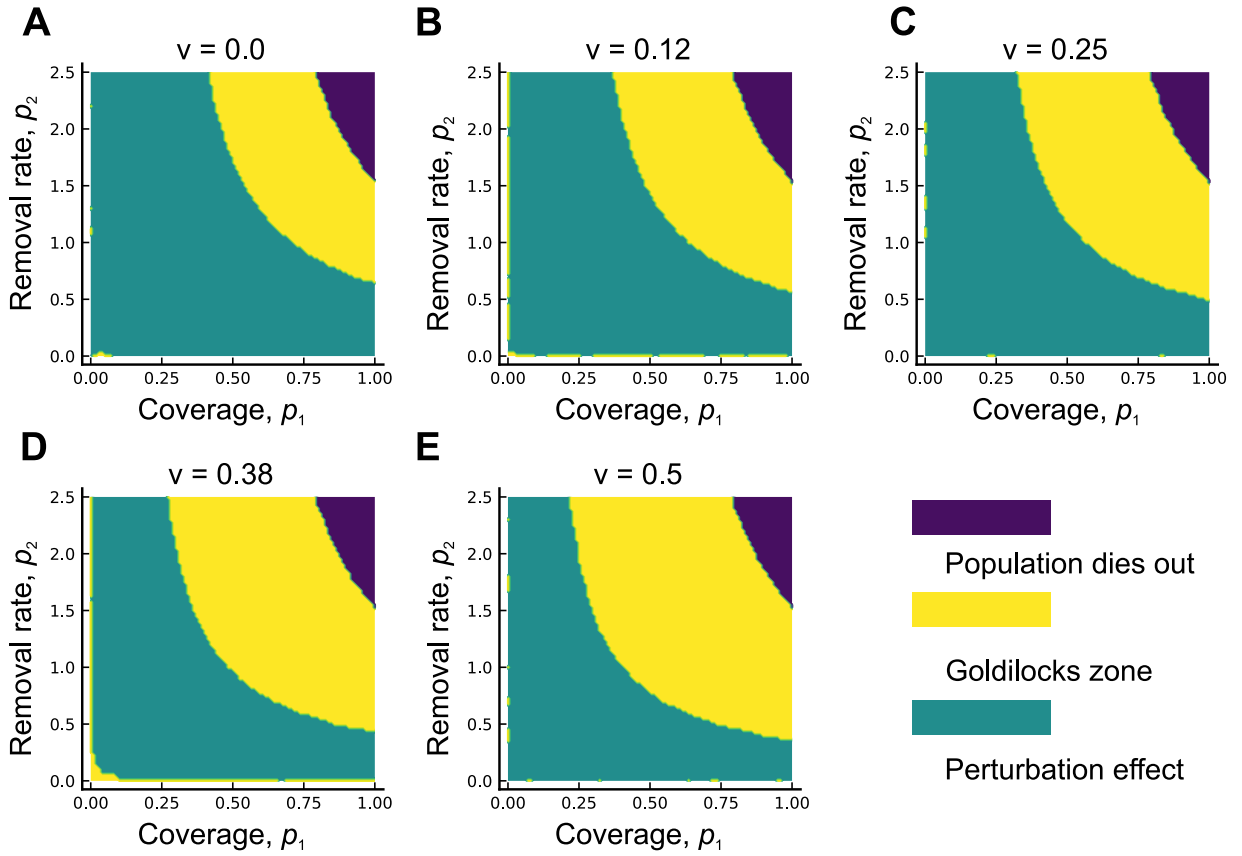 A
v = 0.0
Removal rate, p2
2.5
2.0
1.5
1.0
0.5
0.0
0.00 0.25 0.50 0.75 1.00
Coverage, p1
B
v = 0.12
Removal rate, p2
2.5
2.0
1.5
1.0
0.5
0.0
0.00 0.25 0.50 0.75 1.00
Coverage, p1
C
v = 0.25
Removal rate, p2
2.5
2.0
1.5
1.0
0.5
0.0
0.00 0.25 0.50 0.75 1.00
Coverage, p1
D
v = 0.38
Removal rate, p2
2.5
2.0
1.5
1.0
0.5
0.0
0.00 0.25 0.50 0.75 1.00
Coverage, p1
E
v = 0.5
Removal rate, p2
2.5
2.0
1.5
1.0
0.5
0.0
0.00 0.25 0.50 0.75 1.00
Coverage, p1
Population dies out
Goldilocks zone
Perturbation effect